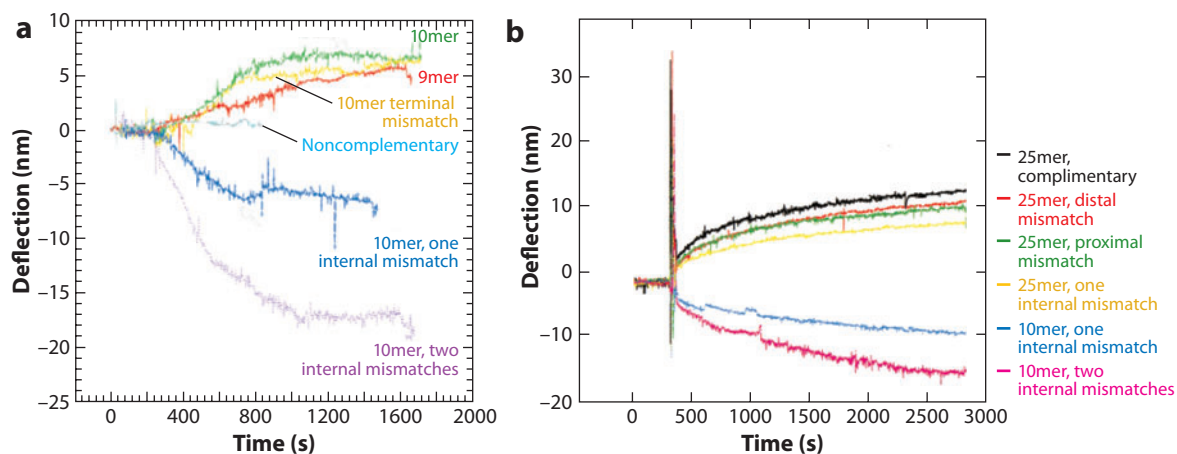 a
10
5
0
−5
−10
−15
−20
−25
Deflection (nm)
10mer
9mer
10mer terminal
mismatch
Noncomplementary
10mer, one
internal mismatch
10mer, two
internal mismatches
0
400
800
1200
1600
2000
Time (s)
b
30
20
10
0
−10
−20
Deflection (nm)
0
500
1000
1500
2000
2500
3000
Time (s)
25mer,
complimentary
25mer, distal
mismatch
25mer, proximal
mismatch
25mer, one
internal mismatch
10mer, one
internal mismatch
10mer, two
internal mismatches